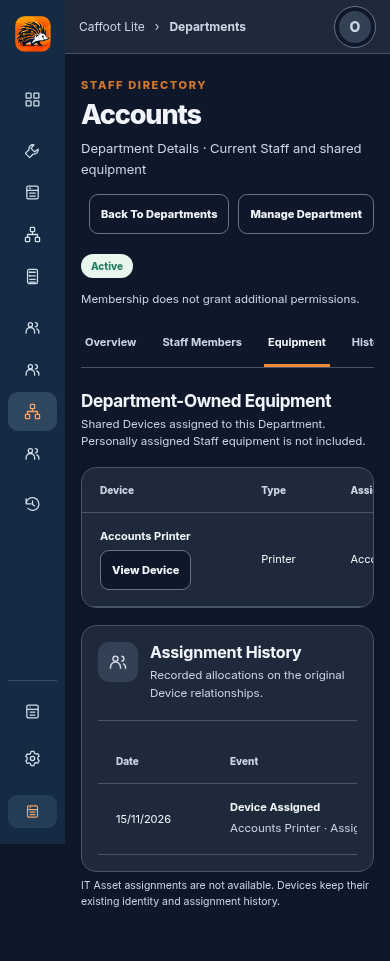 Caffoot Lite › Departments O
STAFF DIRECTORY
Accounts
Department Details · Current Staff and shared
equipment
Back To Departments Manage Department
Active
Membership does not grant additional permissions.
Overview Staff Members Equipment Histo
Department-Owned Equipment
Shared Devices assigned to this Department.
Personally assigned Staff equipment is not included.
Device Type Assi
Accounts Printer
View Device
Printer Acco
Assignment History
Recorded allocations on the original
Device relationships.
Date Event
Device Assigned
15/11/2026
Accounts Printer · Assig
IT Asset assignments are not available. Devices keep their
existing identity and assignment history.